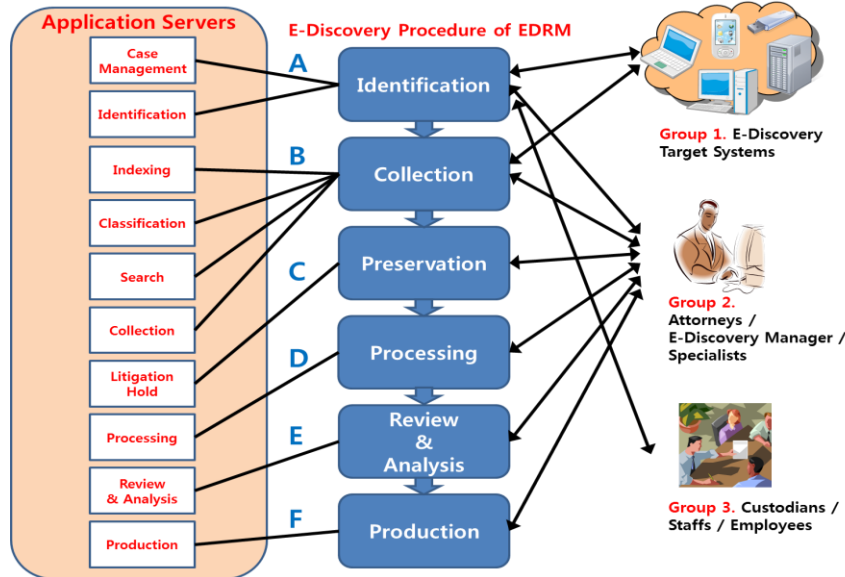 Application Servers
Case
Management
Identification
Indexing
Classification
Search
Collection
Litigation
Hold
Processing
Review
& Analysis
Production
E-Discovery Procedure of EDRM
A
Identification
B
Collection
C
Preservation
D
Processing
E
Review
&
Analysis
F
Production
Group 1. E-Discovery
Target Systems
Group 2.
Attorneys /
E-Discovery Manager /
Specialists
Group 3. Custodians /
Staffs / Employees